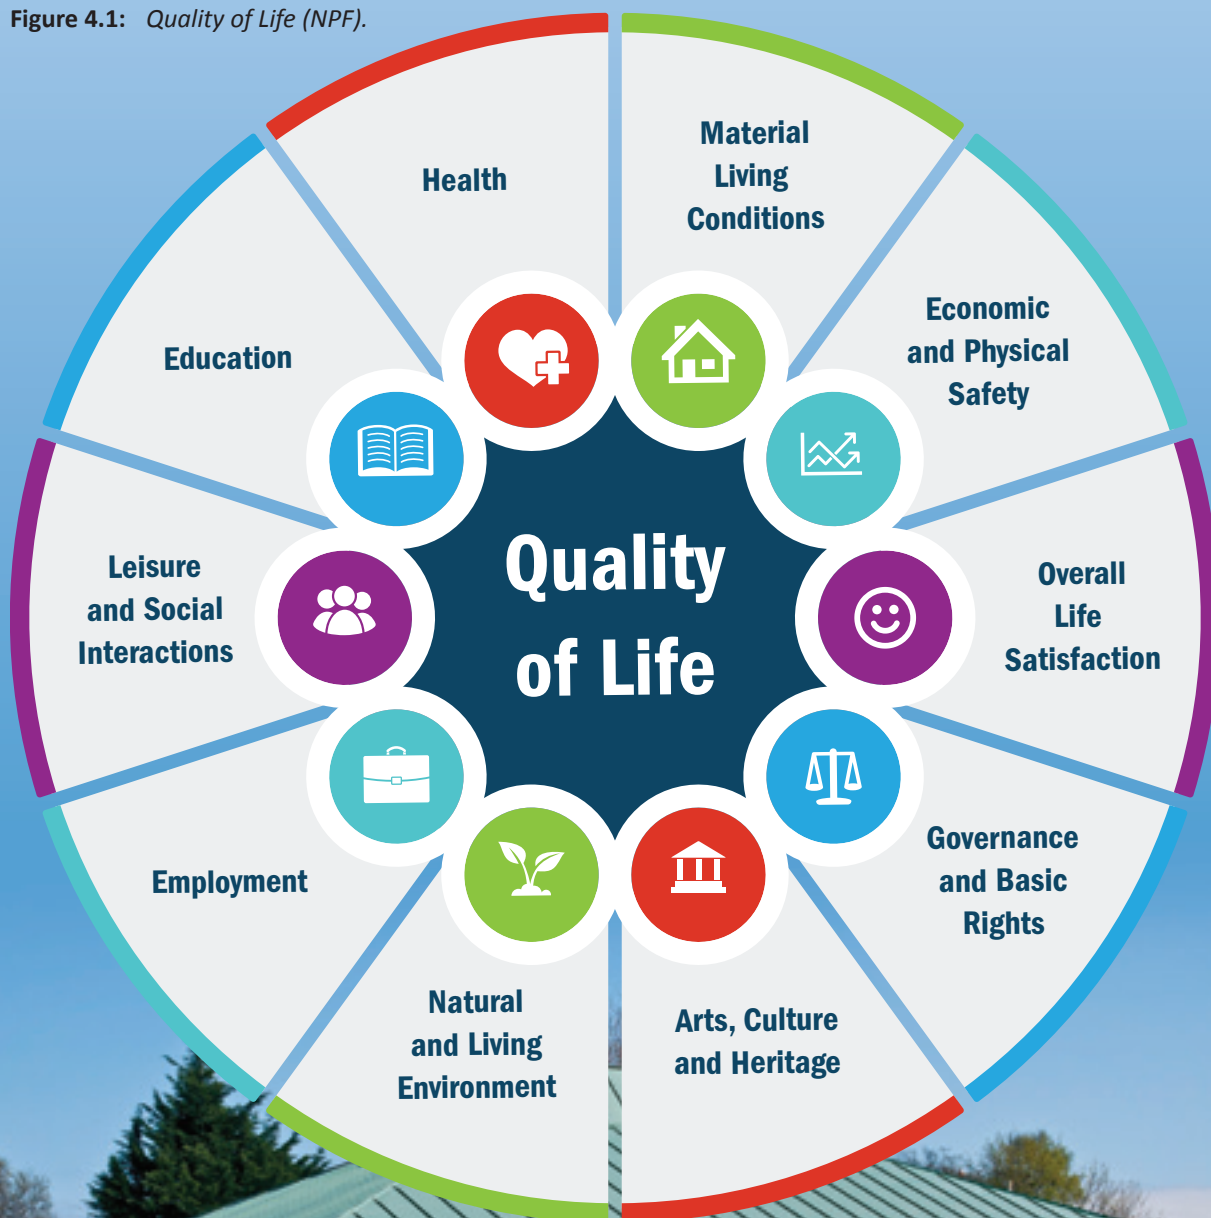 Figure 4.1: Quality of Life (NPF).
Health
Material
Living
Conditions
Economic
and Physical
Safety
Overall
Life
Satisfaction
Governance
and Basic
Rights
Arts, Culture
and Heritage
Natural
and Living
Environment
Employment
Leisure
and Social
Interactions
Education
Quality
of Life